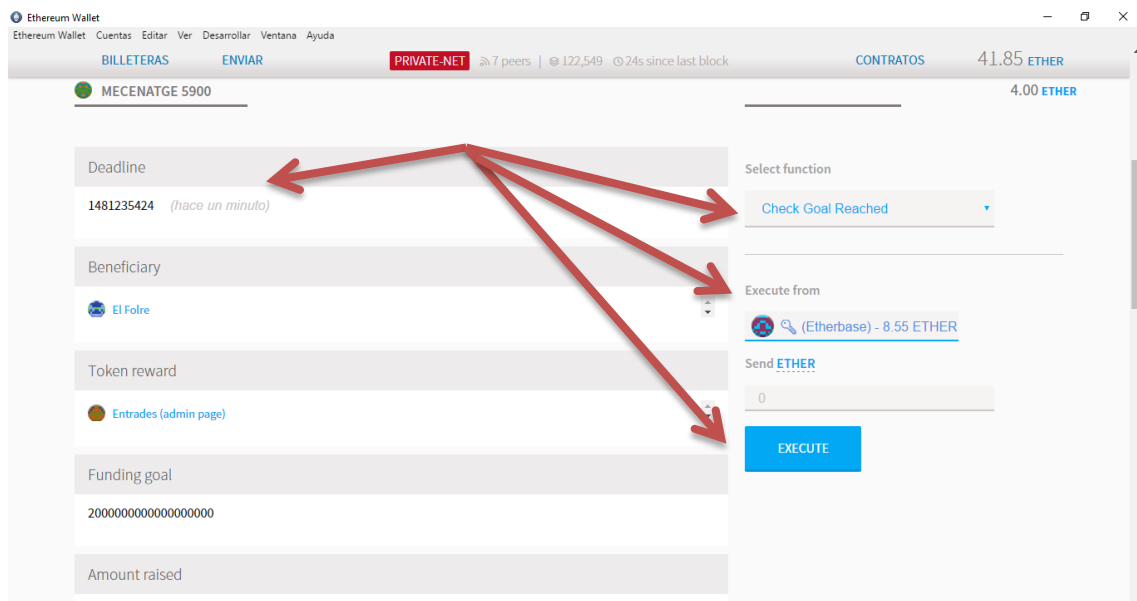 Ethereum Wallet
Ethereum Wallet Cuentas Editar Ver Desarrollar Ventana Ayuda
BILLETERAS ENVIAR PRIVATE-NET 7 peers | 122,549 24s since last block CONTRATOS 41.85 ETHER
MECENATGE 5900 4.00 ETHER
Deadline
1481235424 (hace un minuto)
Beneficiary
El Folre
Token reward
Entrades (admin page)
Funding goal
2000000000000000000
Amount raised
Select function
Check Goal Reached
Execute from
(Etherbase) - 8.55 ETHER
Send ETHER
0
EXECUTE